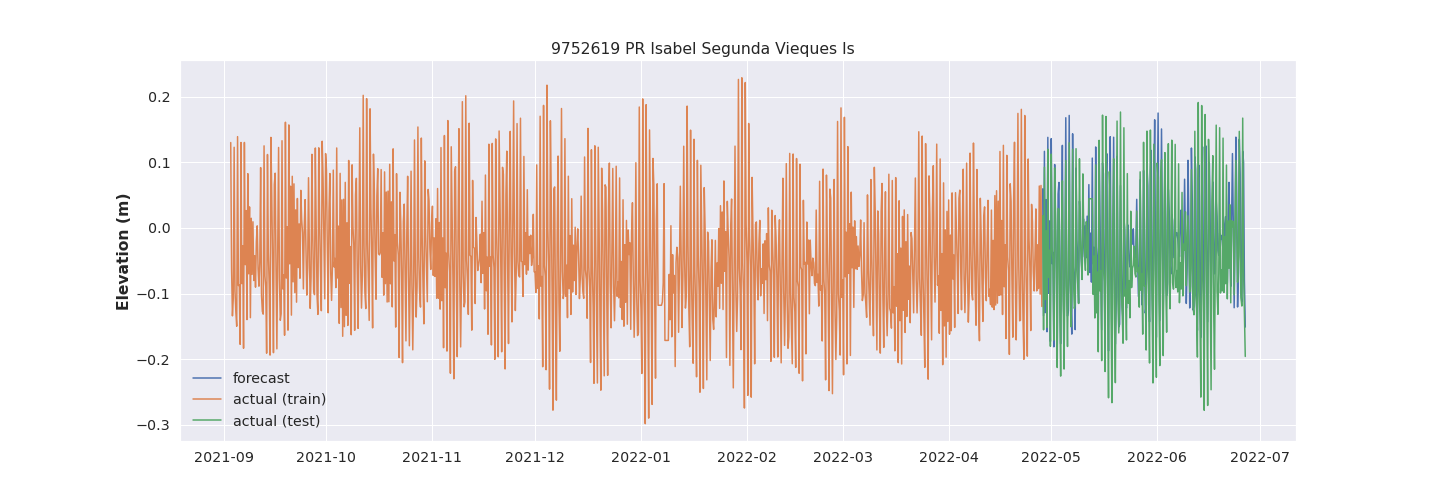 9752619 PR Isabel Segunda Vieques Is
Elevation (m)
0.2
0.1
0.0
−0.1
−0.2
−0.3
forecast
actual (train)
actual (test)
2021-09 2021-10 2021-11 2021-12 2022-01 2022-02 2022-03 2022-04 2022-05 2022-06 2022-07